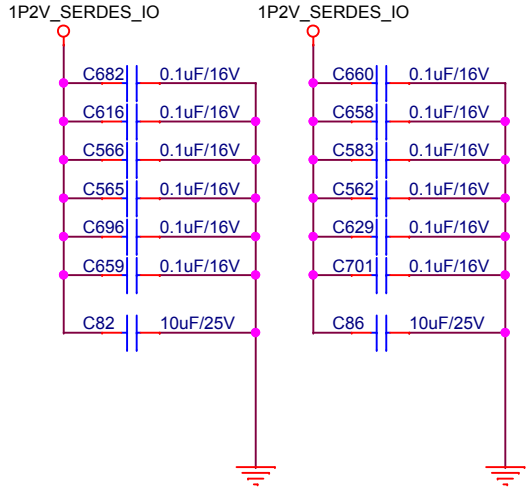 1P2V_SERDES_IO 1P2V_SERDES_IO
C682 0.1uF/16V C660 0.1uF/16V
C616 0.1uF/16V C658 0.1uF/16V
C566 0.1uF/16V C583 0.1uF/16V
C565 0.1uF/16V C562 0.1uF/16V
C696 0.1uF/16V C629 0.1uF/16V
C659 0.1uF/16V C701 0.1uF/16V
C82 10uF/25V C86 10uF/25V